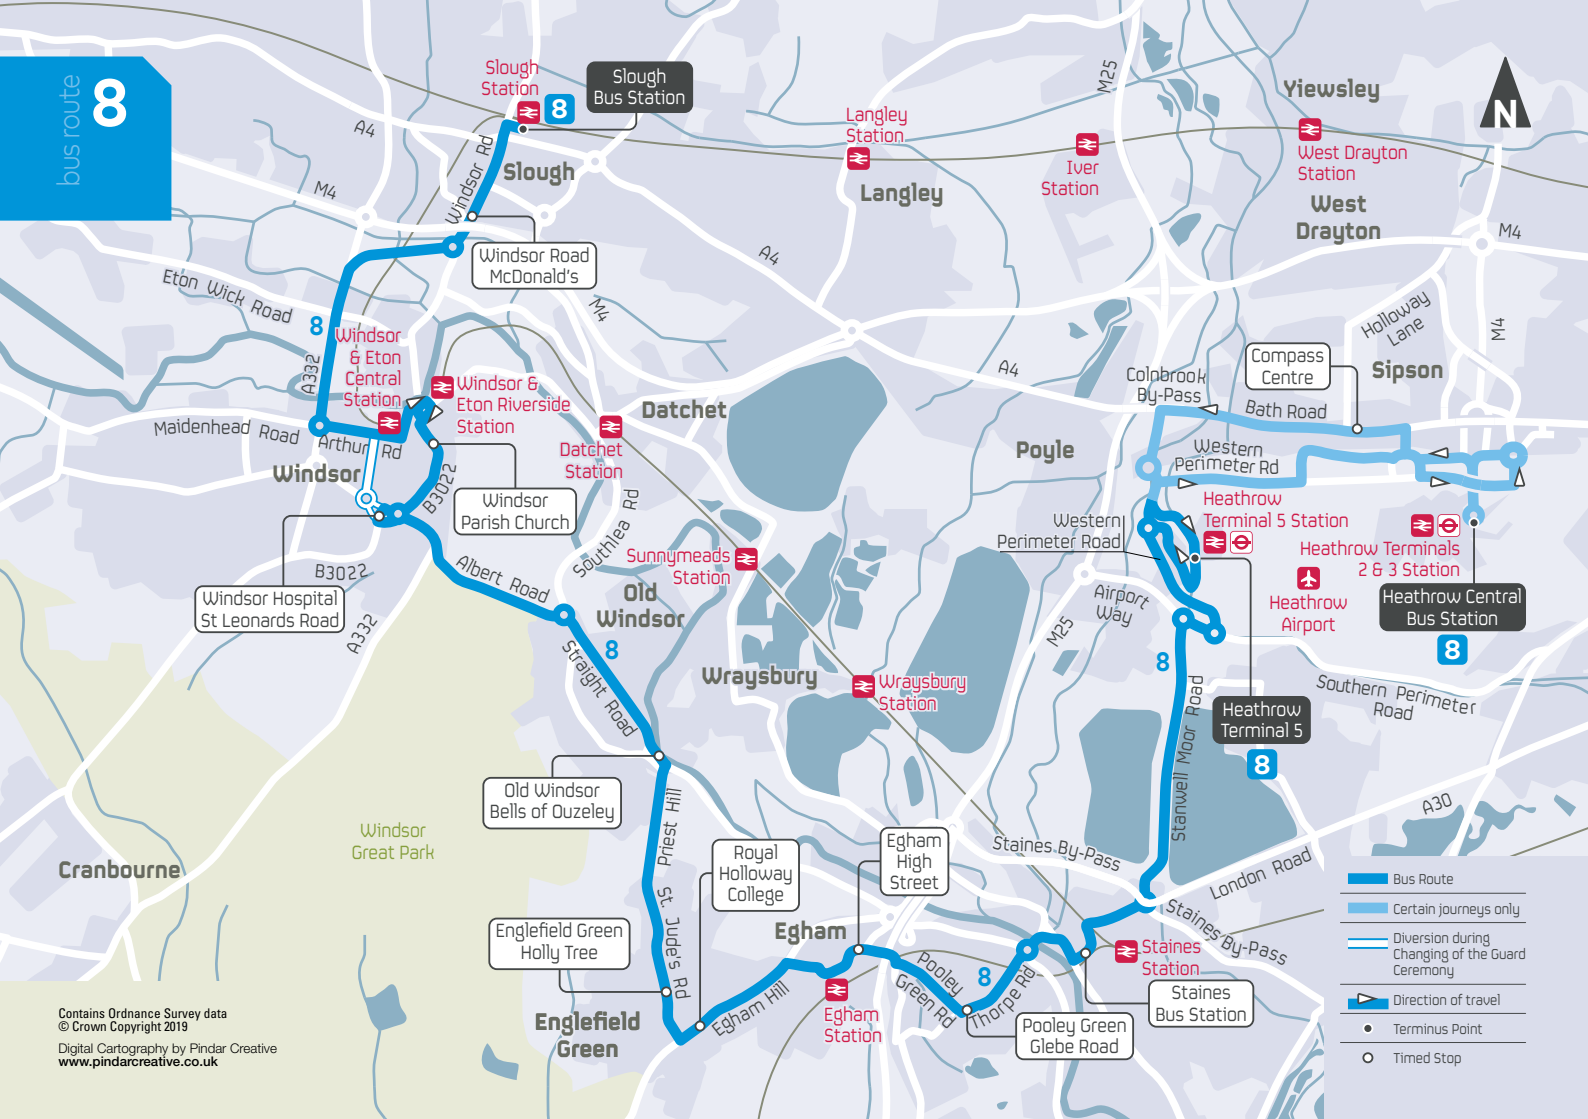 bus route
8
Slough
Station
8
Slough
Bus Station
A4
Windsor Rd
Slough
M4
Windsor Road
McDonald's
Langley
Station
Langley
A4
M25
Iver
Station
Yiewsley
West Drayton
Station
West
Drayton
N
M4
Eton Wick Road
8
A332
Windsor
& Eton
Central
Station
Windsor &
Eton Riverside
Station
M4
Datchet
Datchet
Station
Maidenhead Road
Arthur Rd
Windsor
B3022
Windsor
Parish Church
Windsor Hospital
St Leonards Road
B3022
A332
Albert Road
Southlea Rd
Sunnymeads
Station
Old
Windsor
8
Straight Road
Wraysbury
Wraysbury
Station
A4
Colnbrook
By-Pass
Compass
Centre
Holloway
Lane
M4
Sipson
Bath Road
Poyle
Western
Perimeter Rd
Heathrow
Terminal 5 Station
Western
Perimeter Road
Heathrow Terminals
2 & 3 Station
Heathrow
Airport
Heathrow Central
Bus Station
8
Airport
Way
M25
8
Southern Perimeter
Road
Stanwell Moor Road
Heathrow
Terminal 5
8
Old Windsor
Bells of Ouzeley
Priest Hill
Windsor
Great Park
Cranbourne
St. Jude's Rd
Royal
Holloway
College
Egham
High
Street
Staines By-Pass
London Road
A30
Staines By-Pass
Englefield Green
Holly Tree
Egham
Egham Hill
Egham
Station
Pooley
Green Rd
8
Thorpe Rd
Staines
Station
Staines
Bus Station
Pooley Green
Glebe Road
Englefield
Green
Contains Ordnance Survey data
© Crown Copyright 2019
Digital Cartography by Pindar Creative
www.pindarcreative.co.uk
Bus Route
Certain journeys only
Diversion during
Changing of the Guard
Ceremony
Direction of travel
Terminus Point
Timed Stop